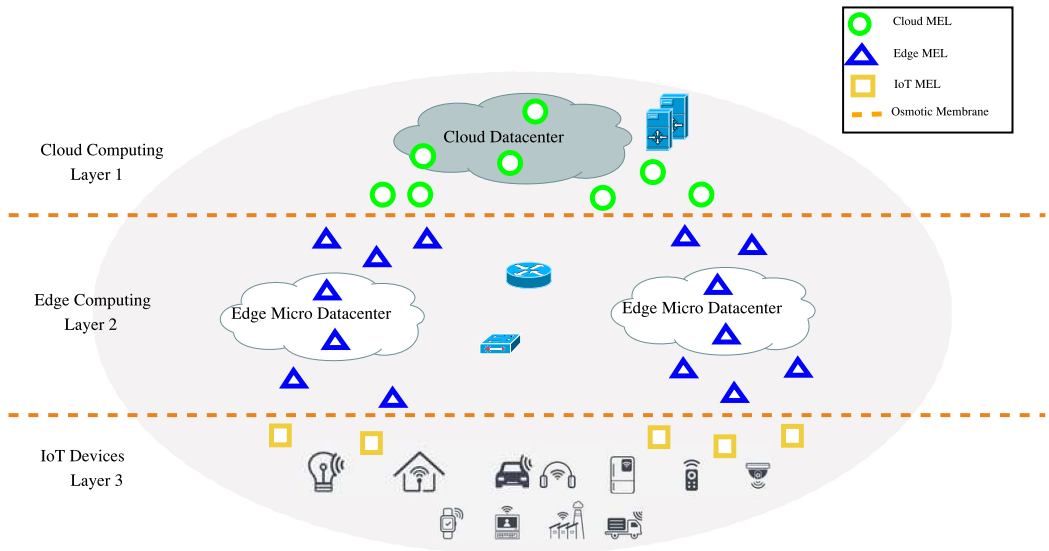 Cloud MEL
Edge MEL
IoT MEL
Osmotic Membrane
Cloud Computing
Layer 1
Cloud Datacenter
Edge Computing
Layer 2
Edge Micro Datacenter
Edge Micro Datacenter
IoT Devices
Layer 3